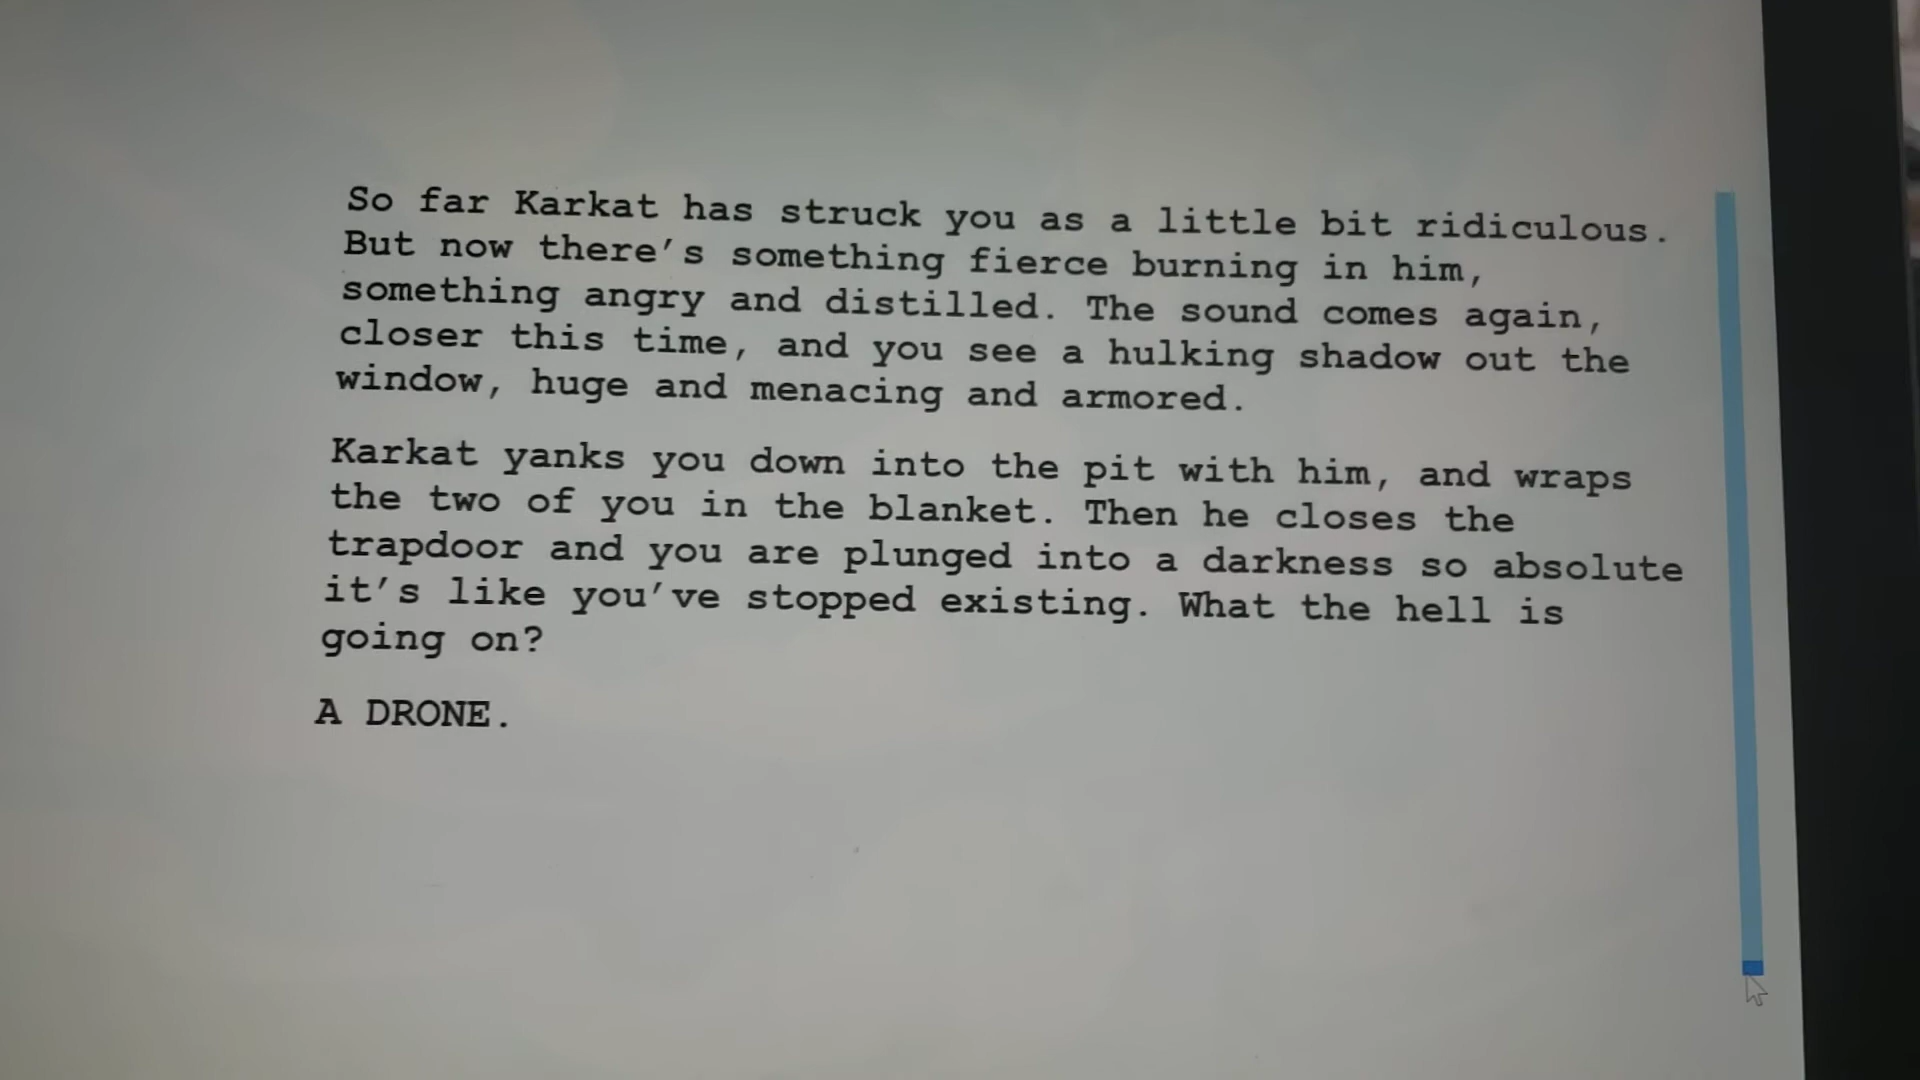 So far Karkat has struck you as a little bit ridiculous.
But now there's something fierce burning in him,
something angry and distilled. The sound comes again,
closer this time, and you see a hulking shadow out the
window, huge and menacing and armored.
Karkat yanks you down into the pit with him, and wraps
the two of you in the blanket. Then he closes the
trapdoor and you are plunged into a darkness so absolute
it's like you've stopped existing. What the hell is
going on?
A DRONE.